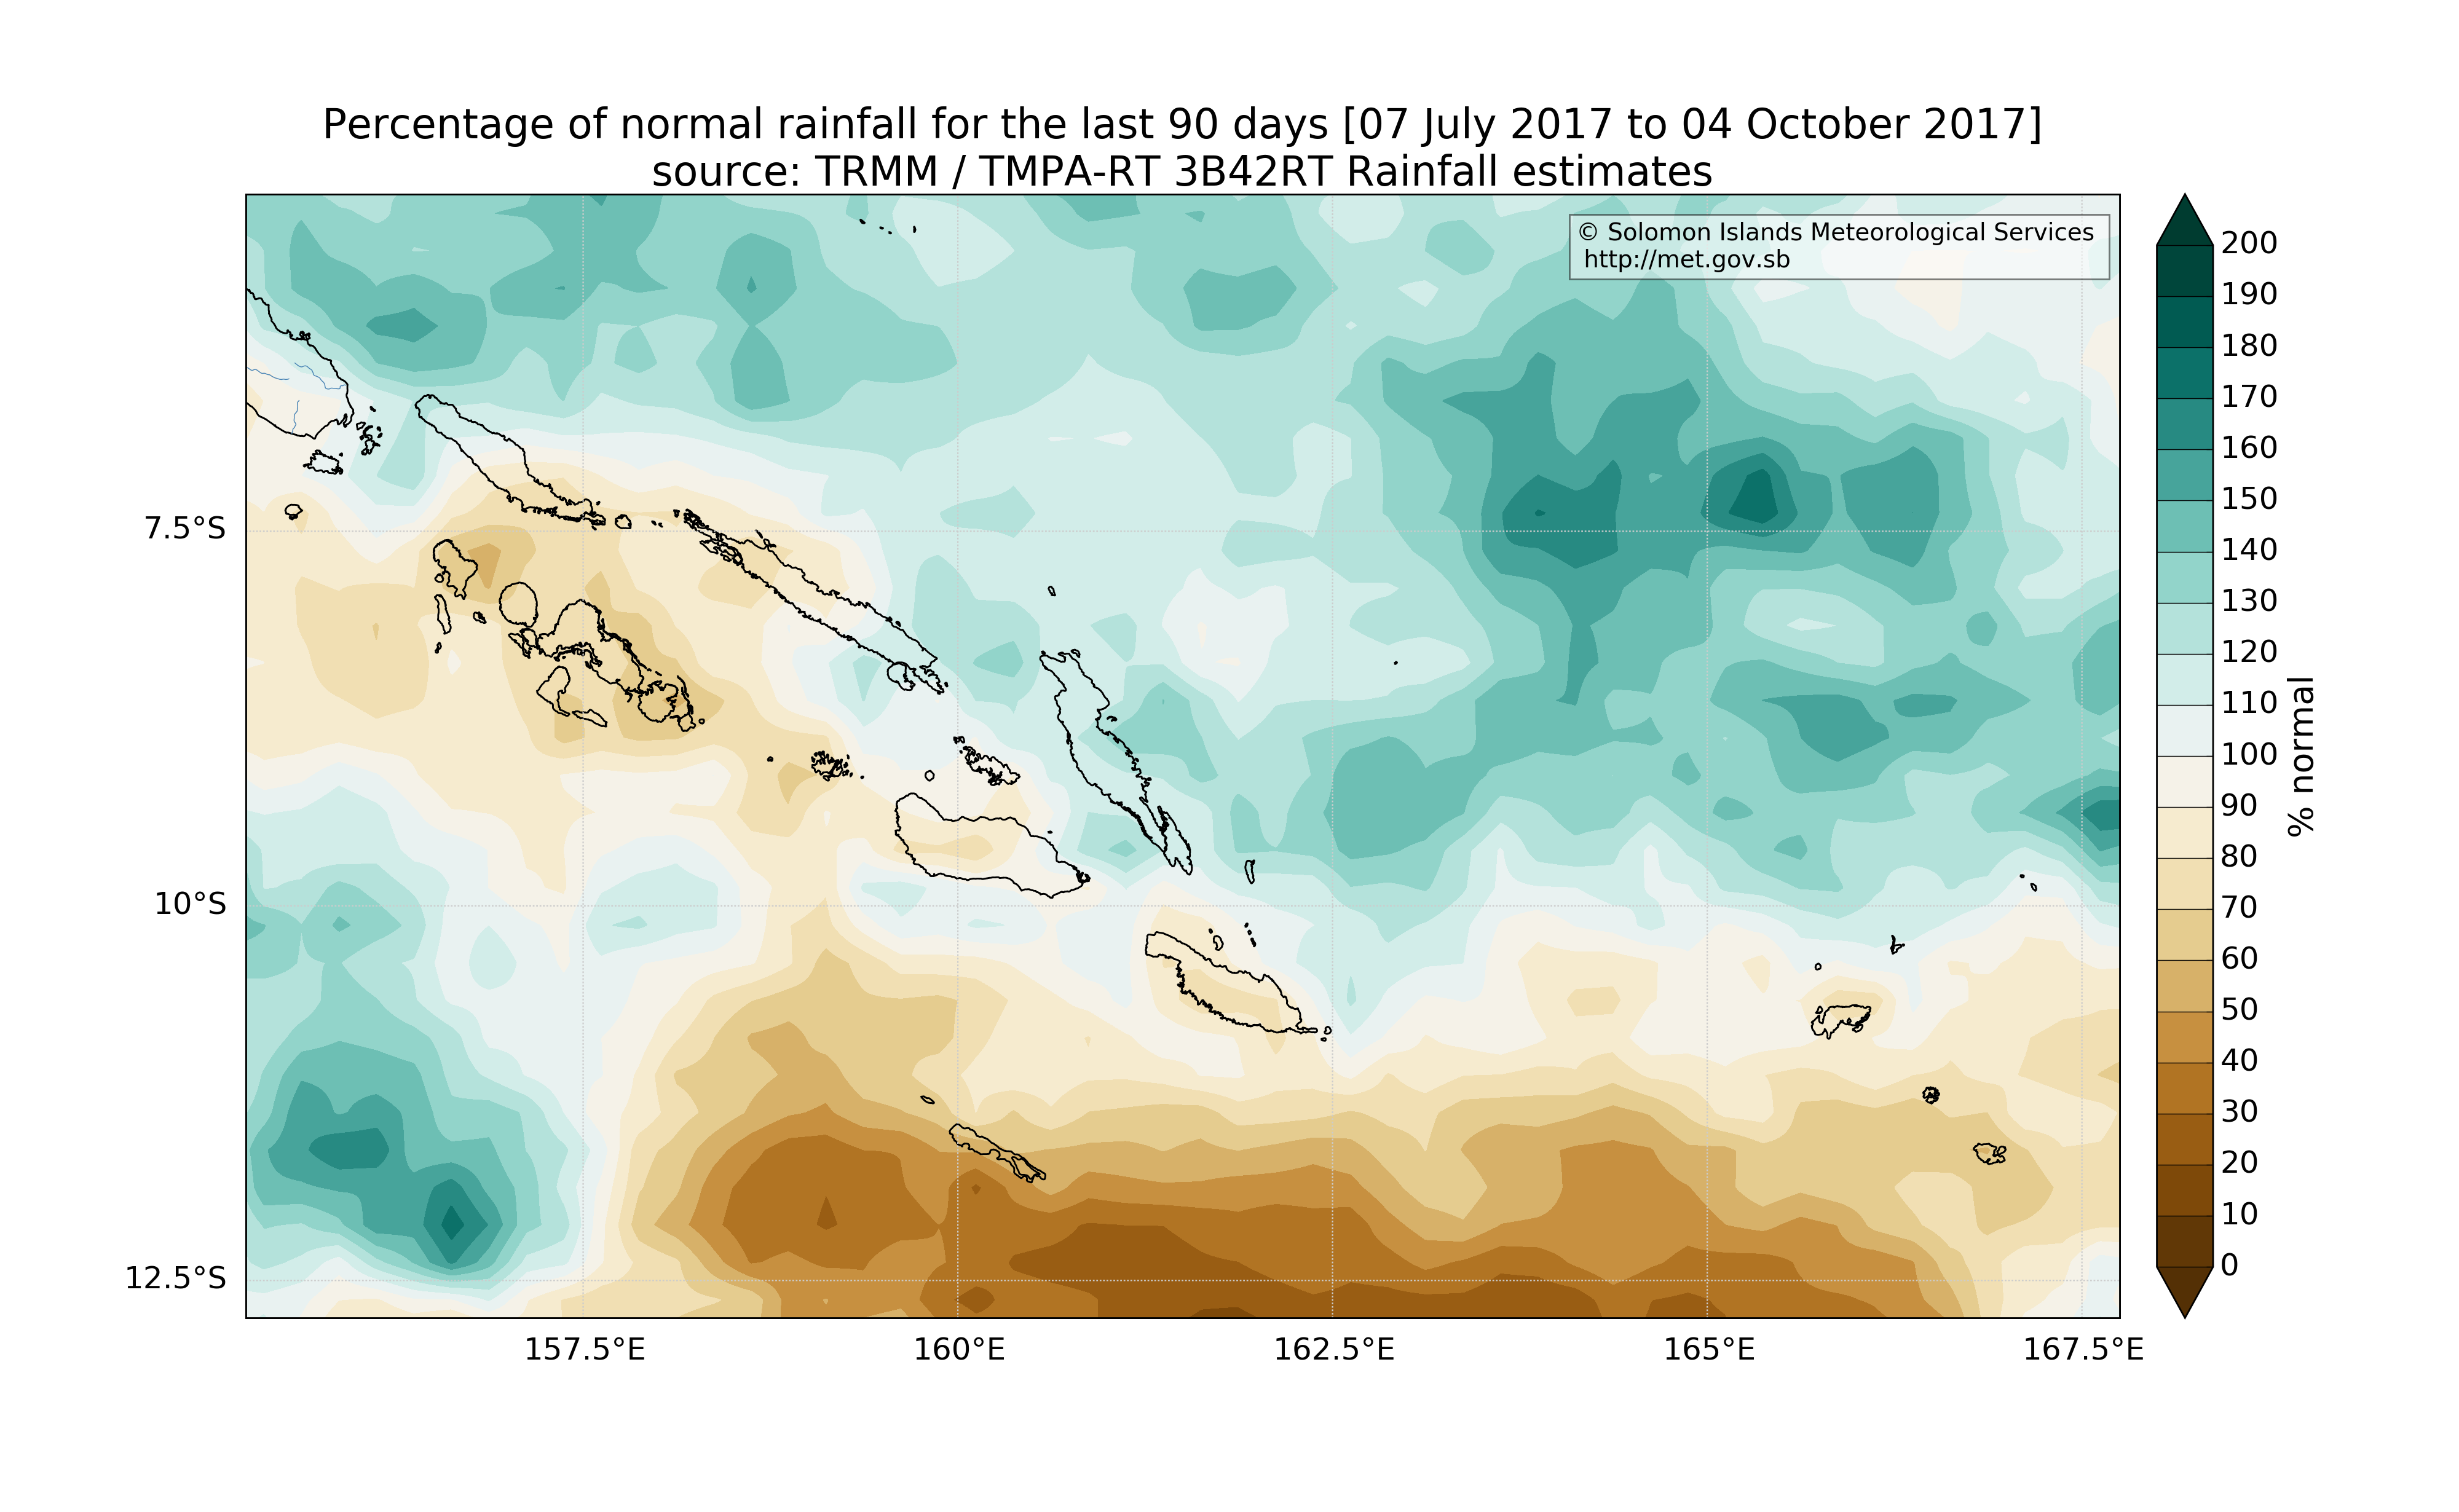 Percentage of normal rainfall for the last 90 days [07 July 2017 to 04 October 2017]
source: TRMM / TMPA-RT 3B42RT Rainfall estimates
© Solomon Islands Meteorological Services
http://met.gov.sb
7.5°S
10°S
12.5°S
157.5°E
160°E
162.5°E
165°E
167.5°E
200
190
180
170
160
150
140
130
120
110
100
90
80
70
60
50
40
30
20
10
0
% normal